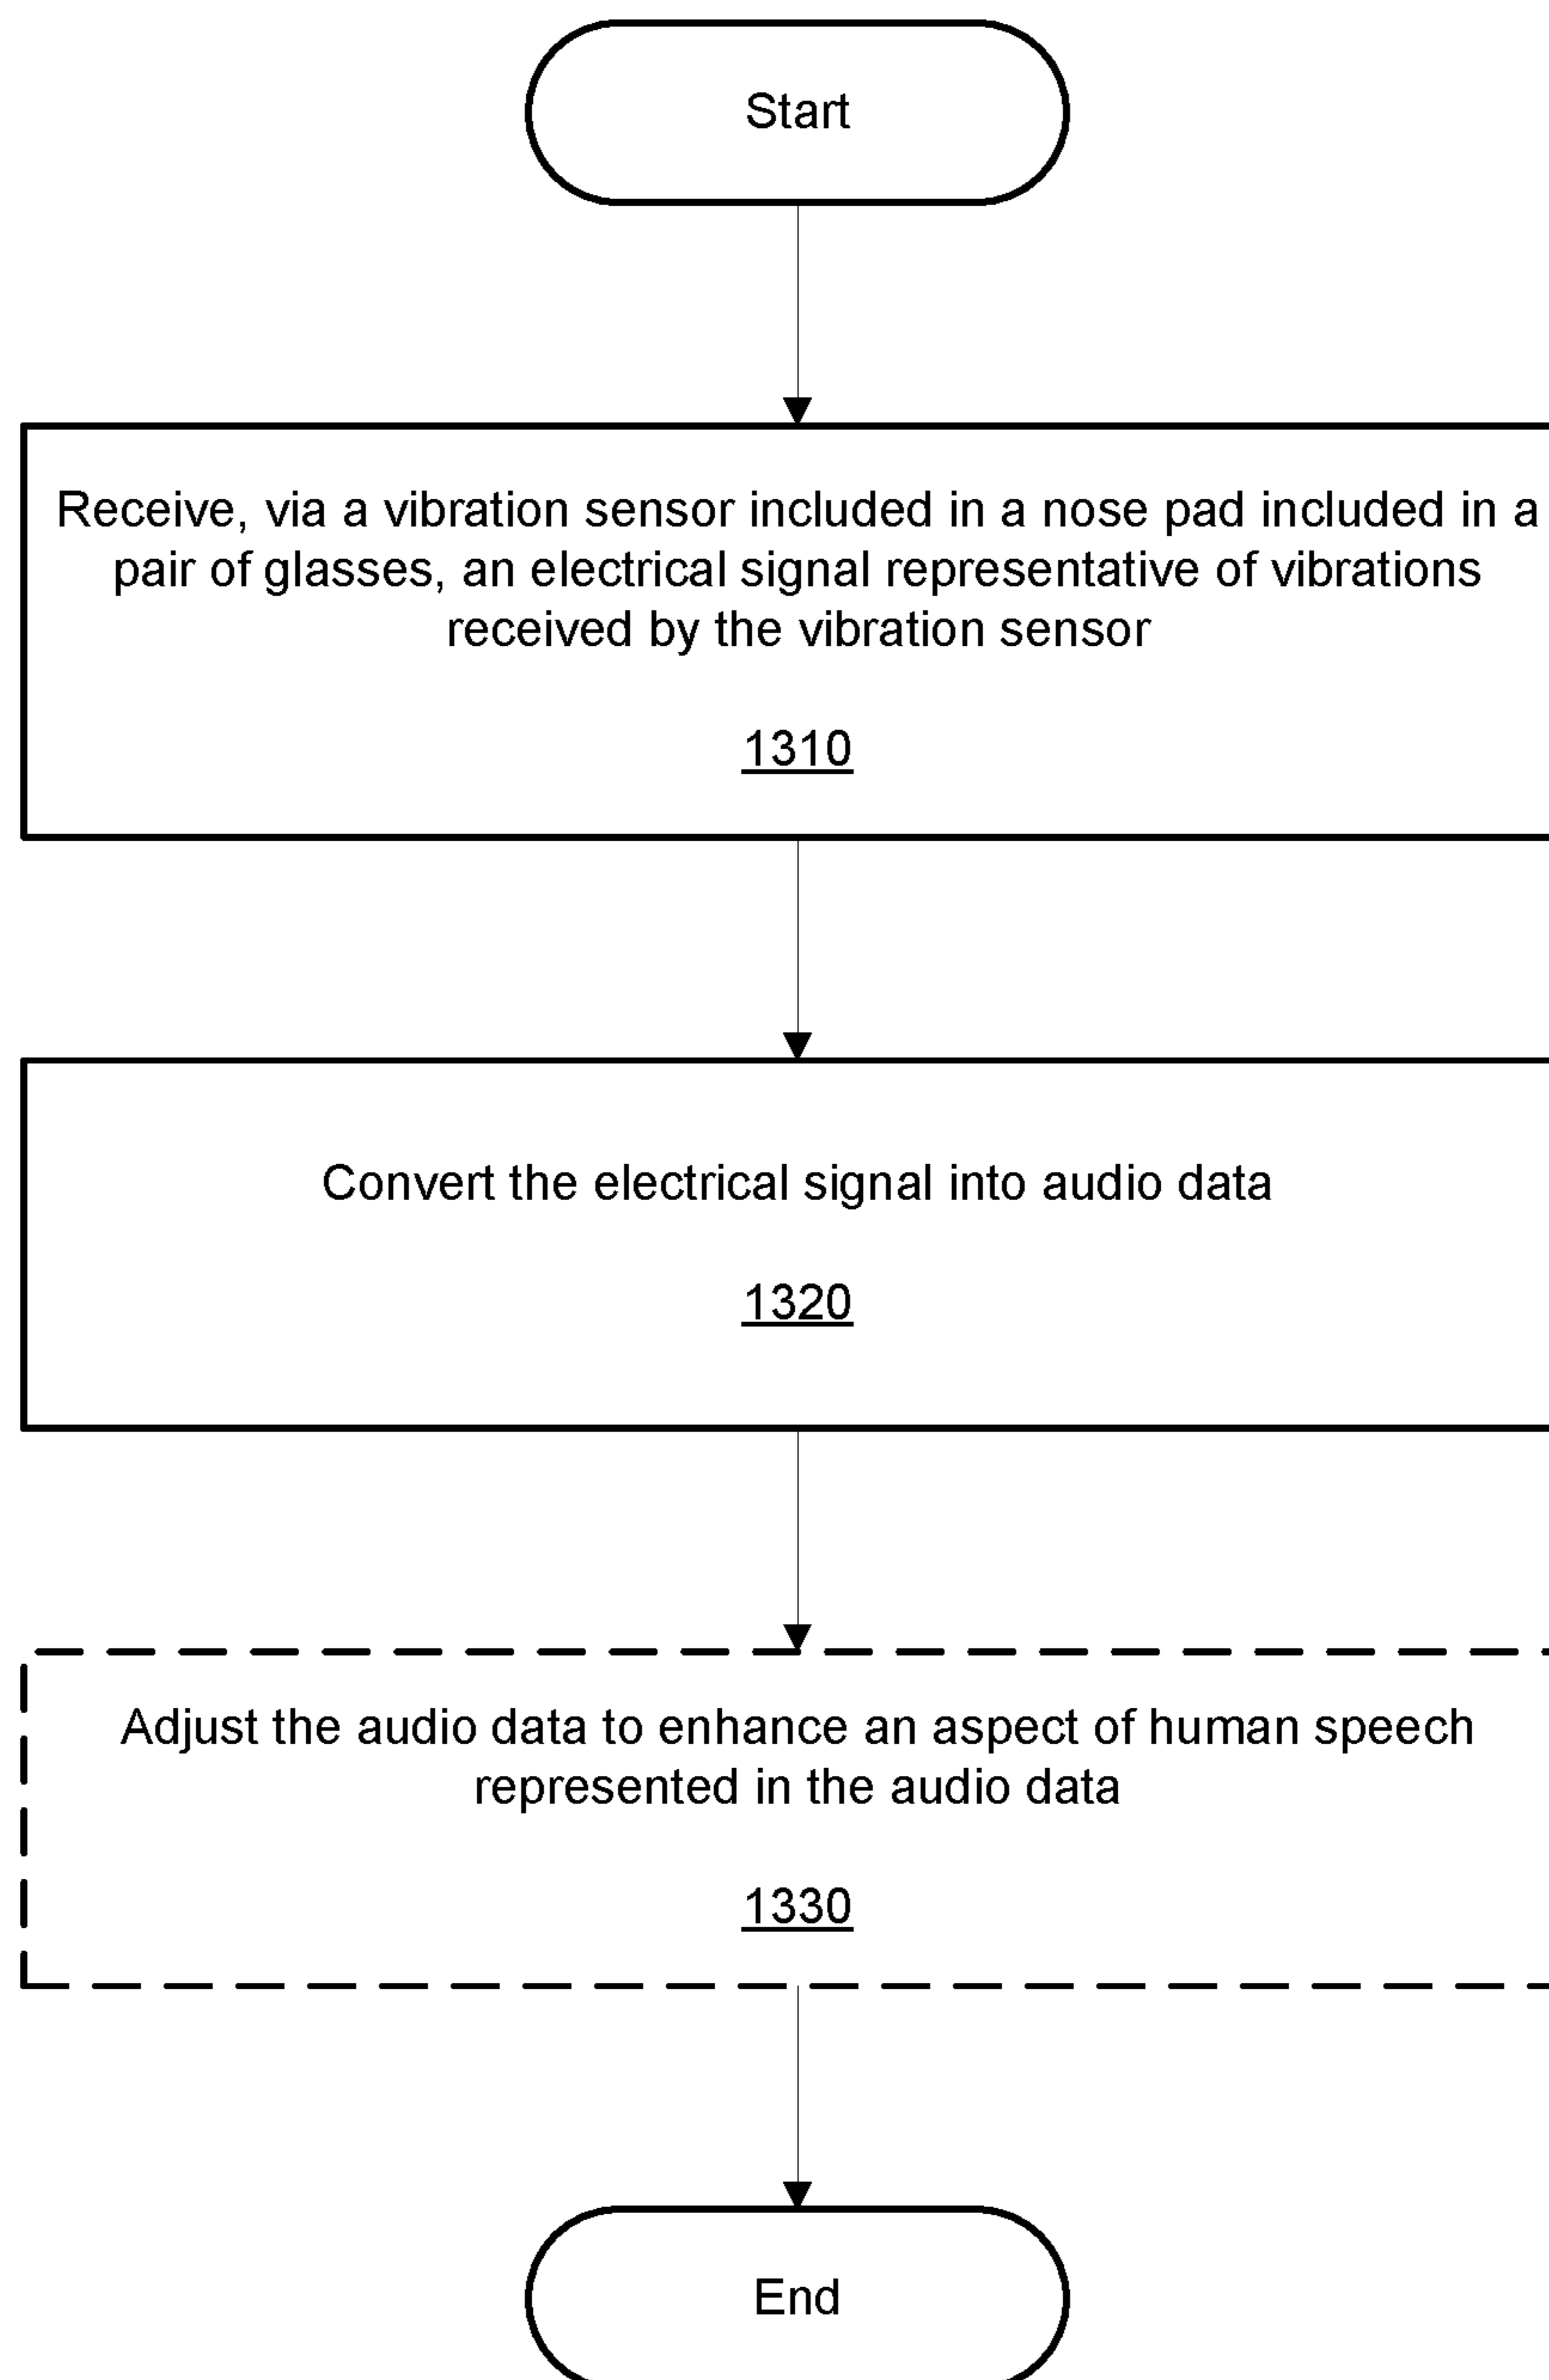 Start
Receive, via a vibration sensor included in a nose pad included in a
pair of glasses, an electrical signal representative of vibrations
received by the vibration sensor
1310
Convert the electrical signal into audio data
1320
Adjust the audio data to enhance an aspect of human speech
represented in the audio data
1330
End